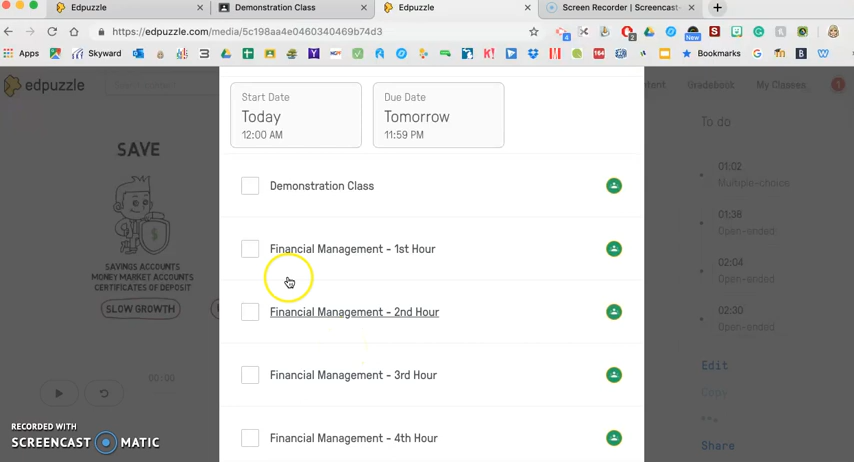 Edpuzzle
Demonstration Class
Edpuzzle
Screen Recorder | Screencast-
https://edpuzzle.com/media/5c198aa4e0460340469b74d3
Apps
Skyward
Bookmarks
edpuzzle
Gradebook
My Classes
1
Start Date
Today
12:00 AM
Due Date
Tomorrow
11:59 PM
Demonstration Class
Financial Management - 1st Hour
Financial Management - 2nd Hour
Financial Management - 3rd Hour
Financial Management - 4th Hour
SAVE
SAVINGS ACCOUNTS
MONEY MARKET ACCOUNTS
CERTIFICATES OF DEPOSIT
SLOW GROWTH
00:00
To do
01:02
Multiple-choice
01:38
Open-ended
02:04
Open-ended
02:30
Open-ended
Edit
Copy
Share
RECORDED WITH
SCREENCAST MATIC